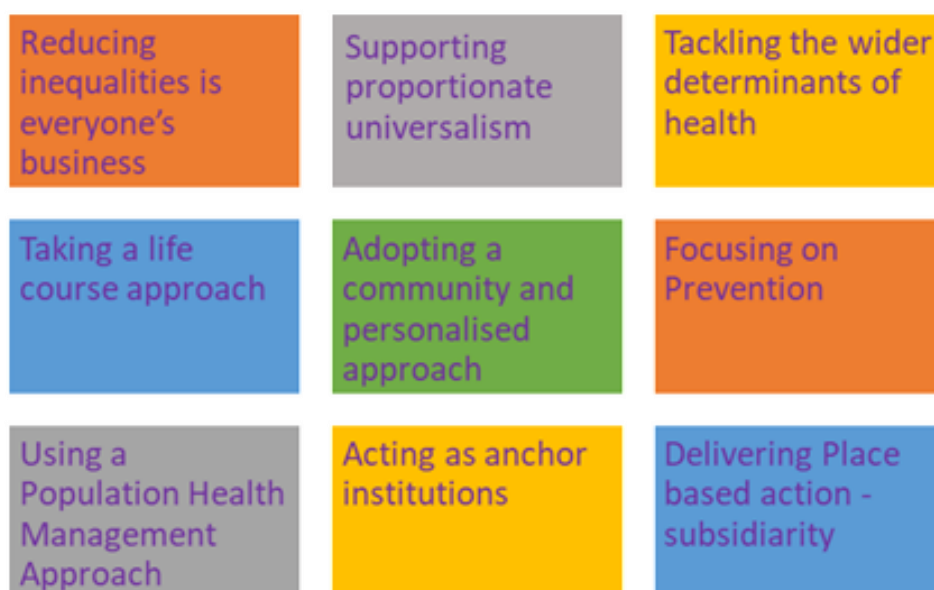 Reducing
inequalities is
everyone's
business
Supporting
proportionate
universalism
Tackling the wider
determinants of
health
Taking a life
course approach
Adopting a
community and
personalised
approach
Focusing on
Prevention
Using a
Population Health
Management
Approach
Acting as anchor
institutions
Delivering Place
based action -
subsidiarity